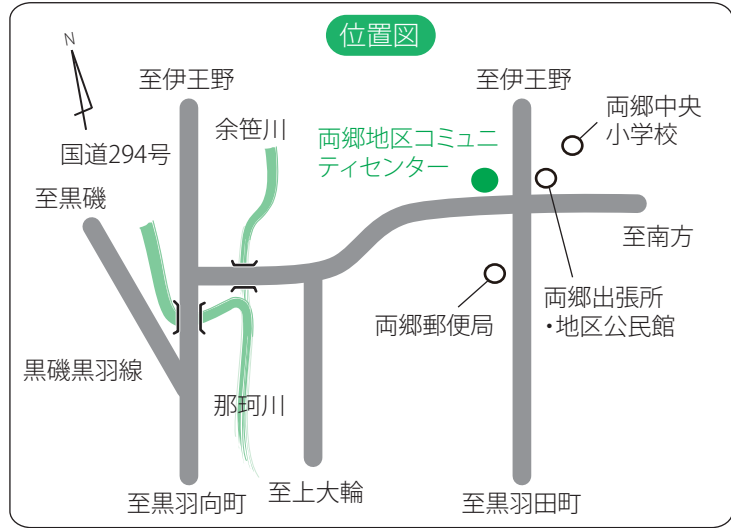 位置図
N
至伊王野
至伊王野
余笹川
両郷中央
小学校
国道294号
両郷地区コミュニ
ティセンター
至黒磯
至南方
両郷出張所
・地区公民館
両郷郵便局
黒磯黒羽線
那珂川
至黒羽向町
至上大輪
至黒羽田町